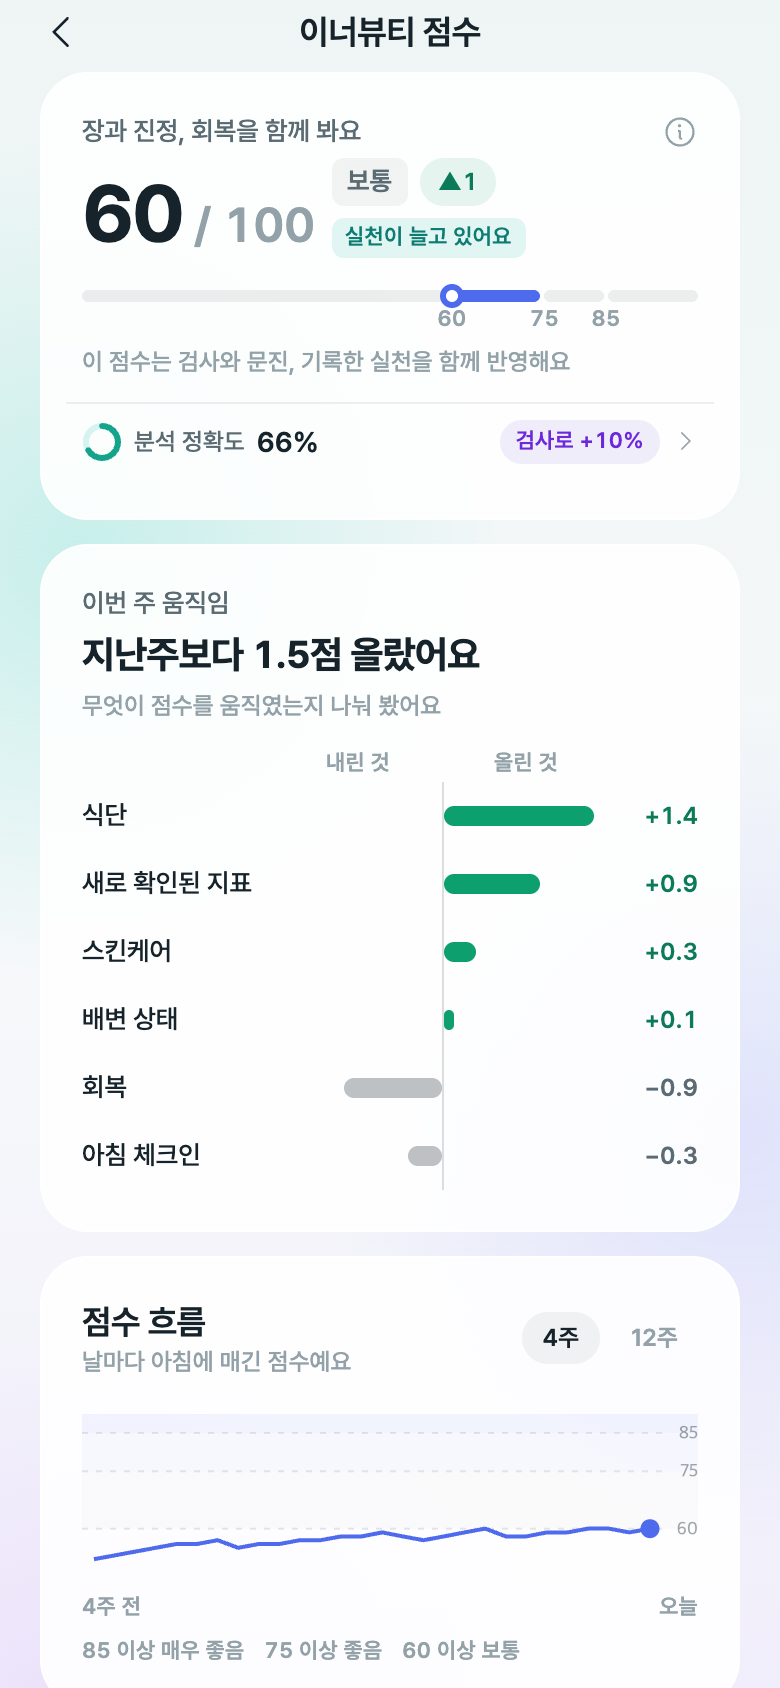 이너뷰티 점수
장과 진정, 회복을 함께 봐요
60 / 100
보통
▲1
실천이 늘고 있어요
60 75 85
이 점수는 검사와 문진, 기록한 실천을 함께 반영해요
분석 정확도 66%
검사로 +10%
이번 주 움직임
지난주보다 1.5점 올랐어요
무엇이 점수를 움직였는지 나눠 봤어요
내린 것 올린 것
식단 +1.4
새로 확인된 지표 +0.9
스킨케어 +0.3
배변 상태 +0.1
회복 −0.9
아침 체크인 −0.3
점수 흐름
날마다 아침에 매긴 점수예요
4주 12주
85
75
60
4주 전 오늘
85 이상 매우 좋음 75 이상 좋음 60 이상 보통